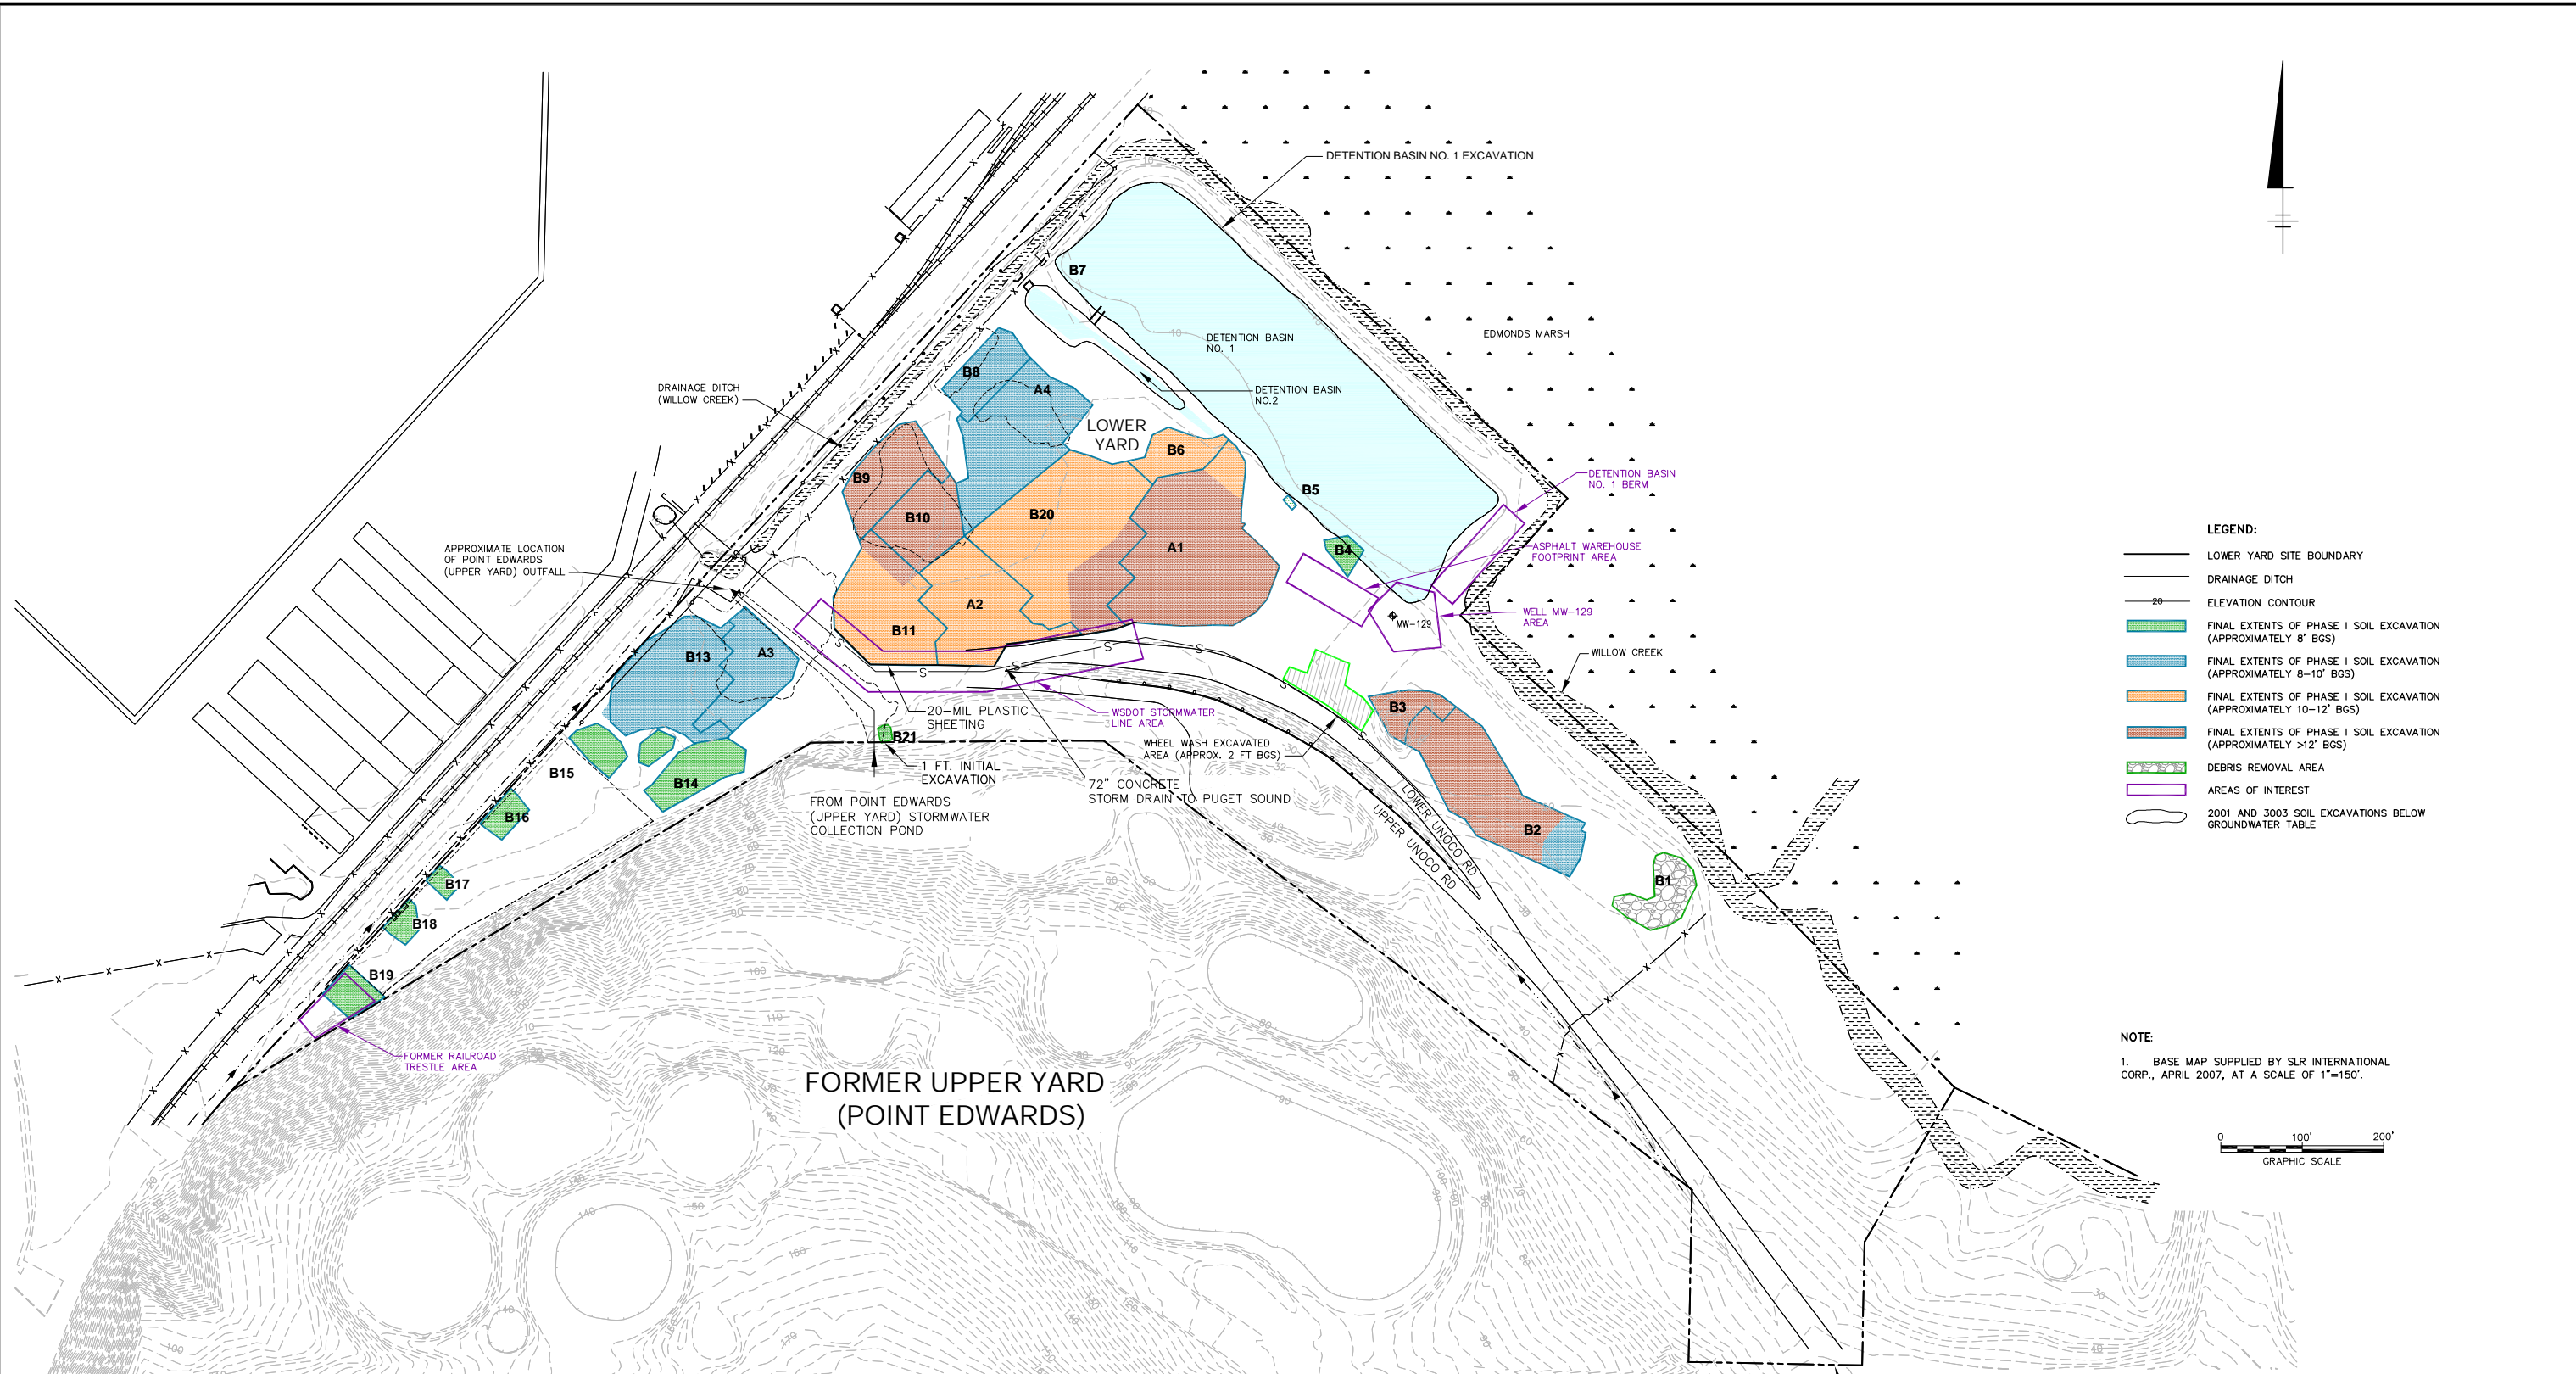 DETENTION BASIN NO. 1 EXCAVATION
B7
EDMONDS MARSH
DETENTION BASIN
NO. 1
B8
A4
DETENTION BASIN
NO.2
DRAINAGE DITCH
(WILLOW CREEK)
LOWER
YARD
B6
B9
B10
B20
A1
B5
DETENTION BASIN
NO. 1 BERM
B4
ASPHALT WAREHOUSE
FOOTPRINT AREA
APPROXIMATE LOCATION
OF POINT EDWARDS
(UPPER YARD) OUTFALL
A2
B11
MW-129
WELL MW-129
AREA
B13
A3
WILLOW CREEK
20-MIL PLASTIC
SHEETING
WSDOT STORMWATER
LINE AREA
B3
B21
WHEEL WASH EXCAVATED
AREA (APPROX. 2 FT BGS)
1 FT. INITIAL
EXCAVATION
B15
B14
72" CONCRETE
STORM DRAIN TO PUGET SOUND
FROM POINT EDWARDS
(UPPER YARD) STORMWATER
COLLECTION POND
LOWER UNOCO RD
UPPER UNOCO RD
B16
B2
B17
B1
B18
B19
FORMER RAILROAD
TRESTLE AREA
FORMER UPPER YARD
(POINT EDWARDS)
LEGEND:
LOWER YARD SITE BOUNDARY
DRAINAGE DITCH
20
ELEVATION CONTOUR
FINAL EXTENTS OF PHASE I SOIL EXCAVATION
(APPROXIMATELY 8' BGS)
FINAL EXTENTS OF PHASE I SOIL EXCAVATION
(APPROXIMATELY 8-10' BGS)
FINAL EXTENTS OF PHASE I SOIL EXCAVATION
(APPROXIMATELY 10-12' BGS)
FINAL EXTENTS OF PHASE I SOIL EXCAVATION
(APPROXIMATELY >12' BGS)
DEBRIS REMOVAL AREA
AREAS OF INTEREST
2001 AND 3003 SOIL EXCAVATIONS BELOW
GROUNDWATER TABLE
NOTE:
1. BASE MAP SUPPLIED BY SLR INTERNATIONAL
CORP., APRIL 2007, AT A SCALE OF 1"=150'.
0 100' 200'
GRAPHIC SCALE